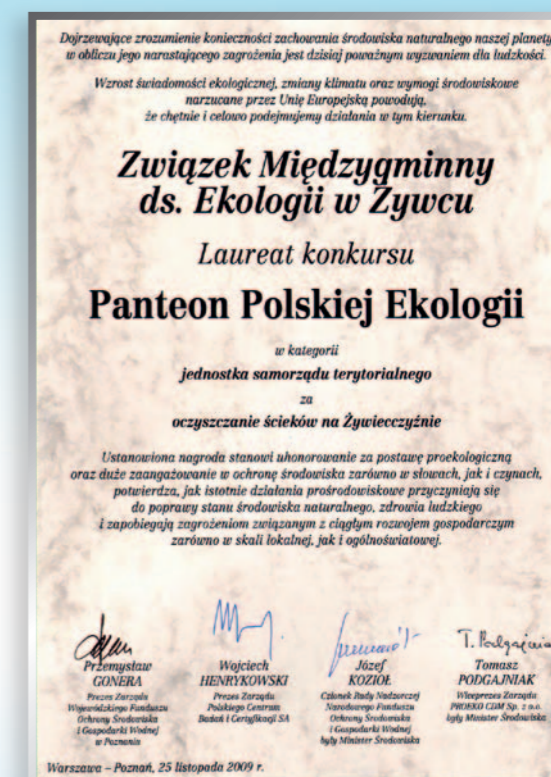 Dojrzewające zrozumienie konieczności zachowania środowiska naturalnego naszej planety
w obliczu jego narastającego zagrożenia jest dzisiaj poważnym wyzwaniem dla ludzkości.
Wzrost świadomości ekologicznej, zmiany klimatu oraz wymogi środowiskowe
narzucane przez Unię Europejską powodują,
że chętnie i celowo podejmujemy działania w tym kierunku.
Związek Międzygminny
ds. Ekologii w Żywcu
Laureat konkursu
Panteon Polskiej Ekologii
w kategorii
jednostka samorządu terytorialnego
za
oczyszczanie ścieków na Żywiecczyźnie
Ustanowiona nagroda stanowi uhonorowanie za postawę proekologiczną
oraz duże zaangażowanie w ochronę środowiska zarówno w słowach, jak i czynach,
potwierdza, jak istotnie działania prośrodowiskowe przyczyniają się
do poprawy stanu środowiska naturalnego, zdrowia ludzkiego
i zapobiegają zagrożeniom związanym z ciągłym rozwojem gospodarczym
zarówno w skali lokalnej, jak i ogólnoświatowej.
Przemysław
GONERA
Prezes Zarządu
Wojewódzkiego Funduszu
Ochrony Środowiska
i Gospodarki Wodnej
w Poznaniu
Wojciech
HENRYKOWSKI
Prezes Zarządu
Polskiego Centrum
Badań i Certyfikacji SA
Józef
KOZIOŁ
Członek Rady Nadzorczej
Narodowego Funduszu
Ochrony Środowiska
i Gospodarki Wodnej
były Minister Środowiska
T. Podgajniak
Tomasz
PODGAJNIAK
Wiceprezes Zarządu
PROEKO CDM Sp. z o.o.
były Minister Środowiska
Warszawa – Poznań, 25 listopada 2009 r.